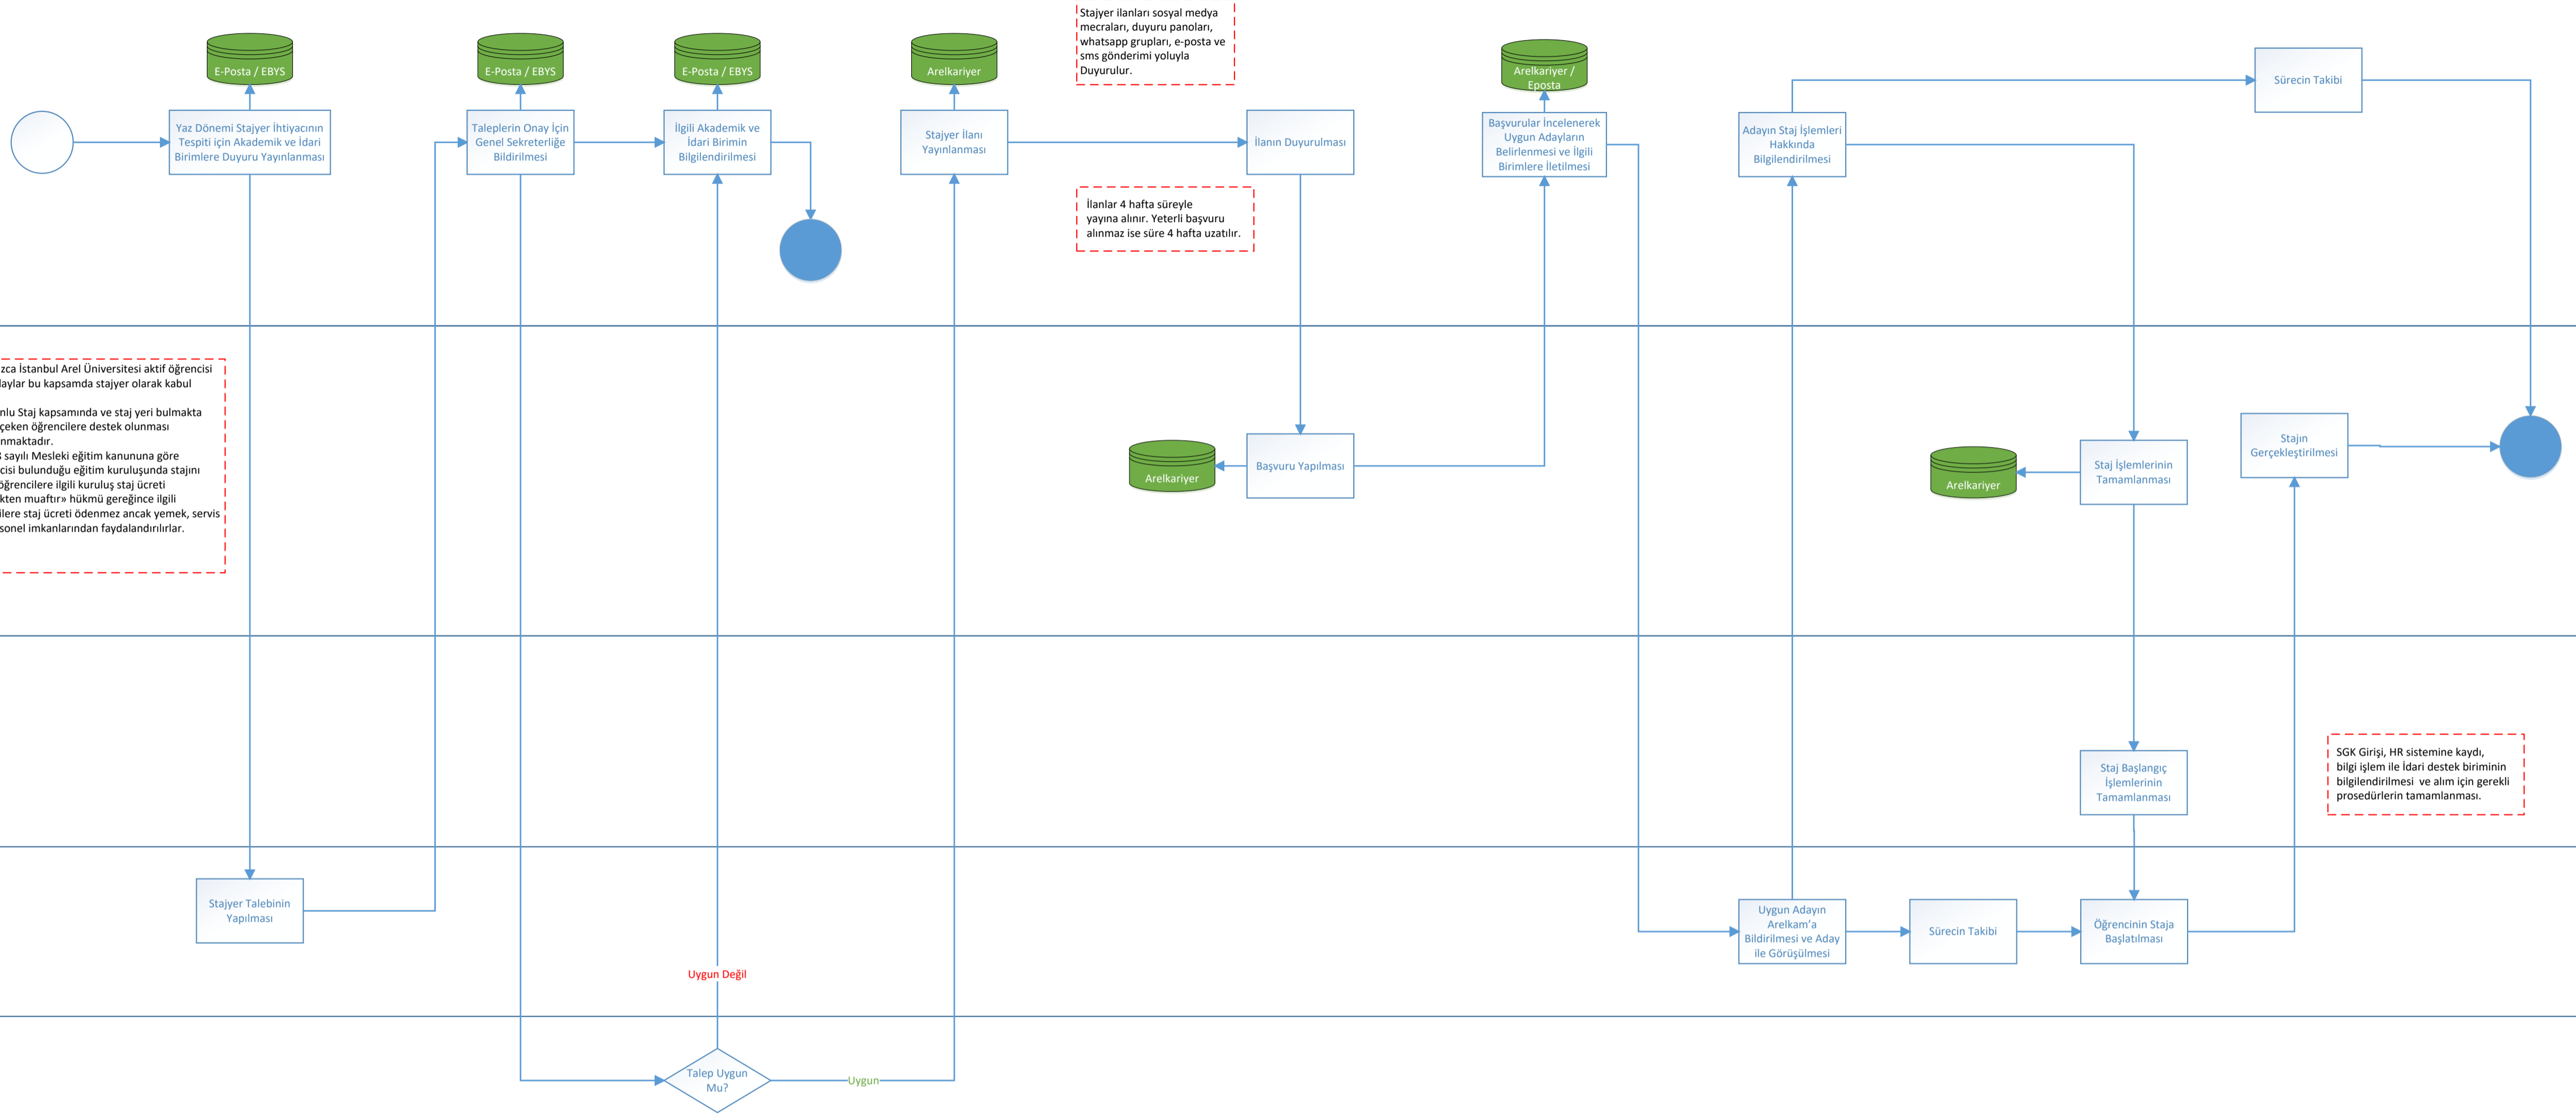 Stajyer ilanları sosyal medya
mecraları, duyuru panoları,
whatsapp grupları, e-posta ve
sms gönderimi yoluyla
Duyurulur.
E-Posta / EBYS
E-Posta / EBYS
E-Posta / EBYS
Arelkariyer
Arelkariyer /
Eposta
Sürecin Takibi
Yaz Dönemi Stajyer İhtiyacının
Tespiti için Akademik ve İdari
Birimlere Duyuru Yayınlanması
Taleplerin Onay İçin
Genel Sekreterliğe
Bildirilmesi
İlgili Akademik ve
İdari Birimin
Bilgilendirilmesi
Stajyer İlanı
Yayınlanması
İlanın Duyurulması
Başvurular İncelenerek
Uygun Adayların
Belirlenmesi ve İlgili
Birimlere İletilmesi
Adayın Staj İşlemleri
Hakkında
Bilgilendirilmesi
İlanlar 4 hafta süreyle
yayına alınır. Yeterli başvuru
alınmaz ise süre 4 hafta uzatılır.
zca İstanbul Arel Üniversitesi aktif öğrencisi
laylar bu kapsamda stajyer olarak kabul
nlu Staj kapsamında ve staj yeri bulmakta
çeken öğrencilere destek olunması
nmaktadır.
sayılı Mesleki eğitim kanununa göre
cisi bulunduğu eğitim kuruluşunda stajını
öğrencilere ilgili kuruluş staj ücreti
kten muaftır» hükmü gereğince ilgili
ilere staj ücreti ödenmez ancak yemek, servis
sonel imkanlarından faydalandırılırlar.
Arelkariyer
Başvuru Yapılması
Arelkariyer
Staj İşlemlerinin
Tamamlanması
Stajın
Gerçekleştirilmesi
Staj Başlangıç
İşlemlerinin
Tamamlanması
SGK Girişi, HR sistemine kaydı,
bilgi işlem ile İdari destek biriminin
bilgilendirilmesi  ve alım için gerekli
prosedürlerin tamamlanması.
Stajyer Talebinin
Yapılması
Uygun Adayın
Arelkam'a
Bildirilmesi ve Aday
ile Görüşülmesi
Sürecin Takibi
Öğrencinin Staja
Başlatılması
Uygun Değil
Talep Uygun
Mu?
Uygun